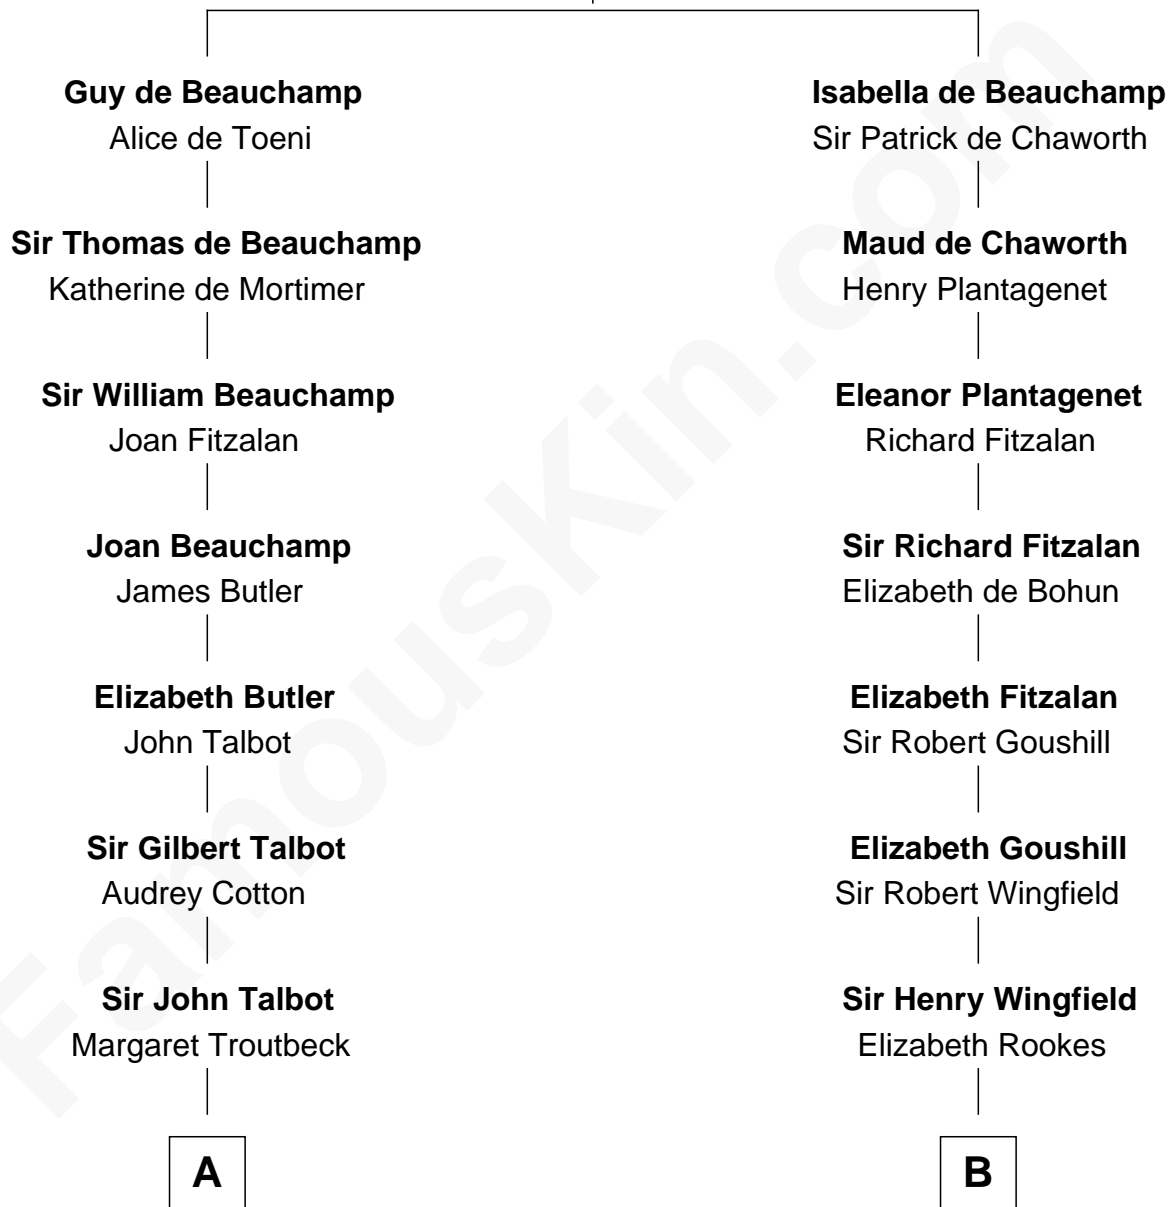 Guy de Beauchamp
Alice de Toeni
Sir Thomas de Beauchamp
Katherine de Mortimer
Sir William Beauchamp
Joan Fitzalan
Joan Beauchamp
James Butler
Elizabeth Butler
John Talbot
Sir Gilbert Talbot
Audrey Cotton
Sir John Talbot
Margaret Troutbeck
A
Isabella de Beauchamp
Sir Patrick de Chaworth
Maud de Chaworth
Henry Plantagenet
Eleanor Plantagenet
Richard Fitzalan
Sir Richard Fitzalan
Elizabeth de Bohun
Elizabeth Fitzalan
Sir Robert Goushill
Elizabeth Goushill
Sir Robert Wingfield
Sir Henry Wingfield
Elizabeth Rookes
B
FamousKin.com